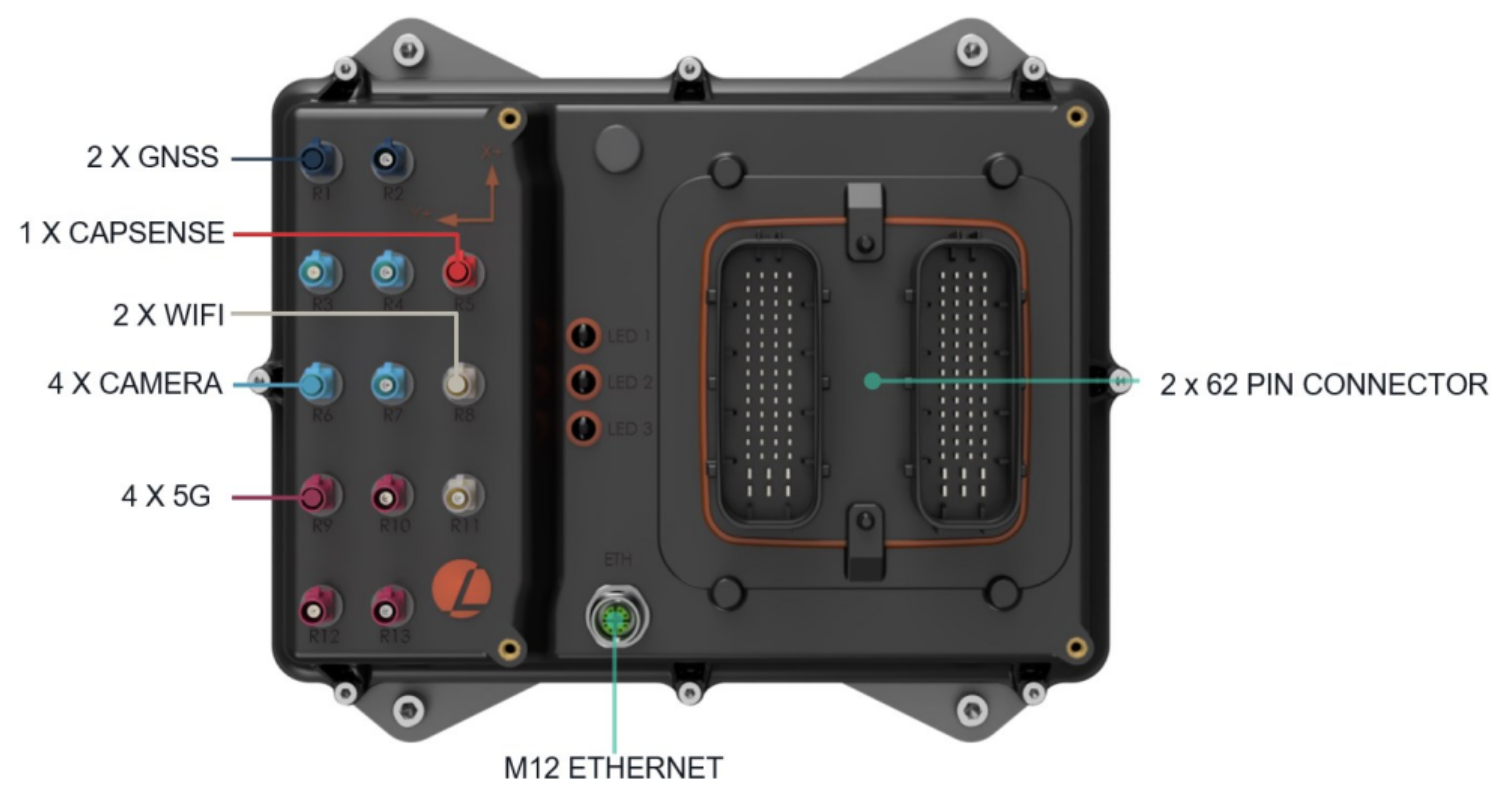 2 X GNSS
R1
R2
X+
Y+
1 X CAPSENSE
R3
R4
R5
2 X WIFI
LED 1
4 X CAMERA
R6
R7
R8
LED 2
2 x 62 PIN CONNECTOR
LED 3
4 X 5G
R9
R10
R11
ETH
R12
R13
M12 ETHERNET